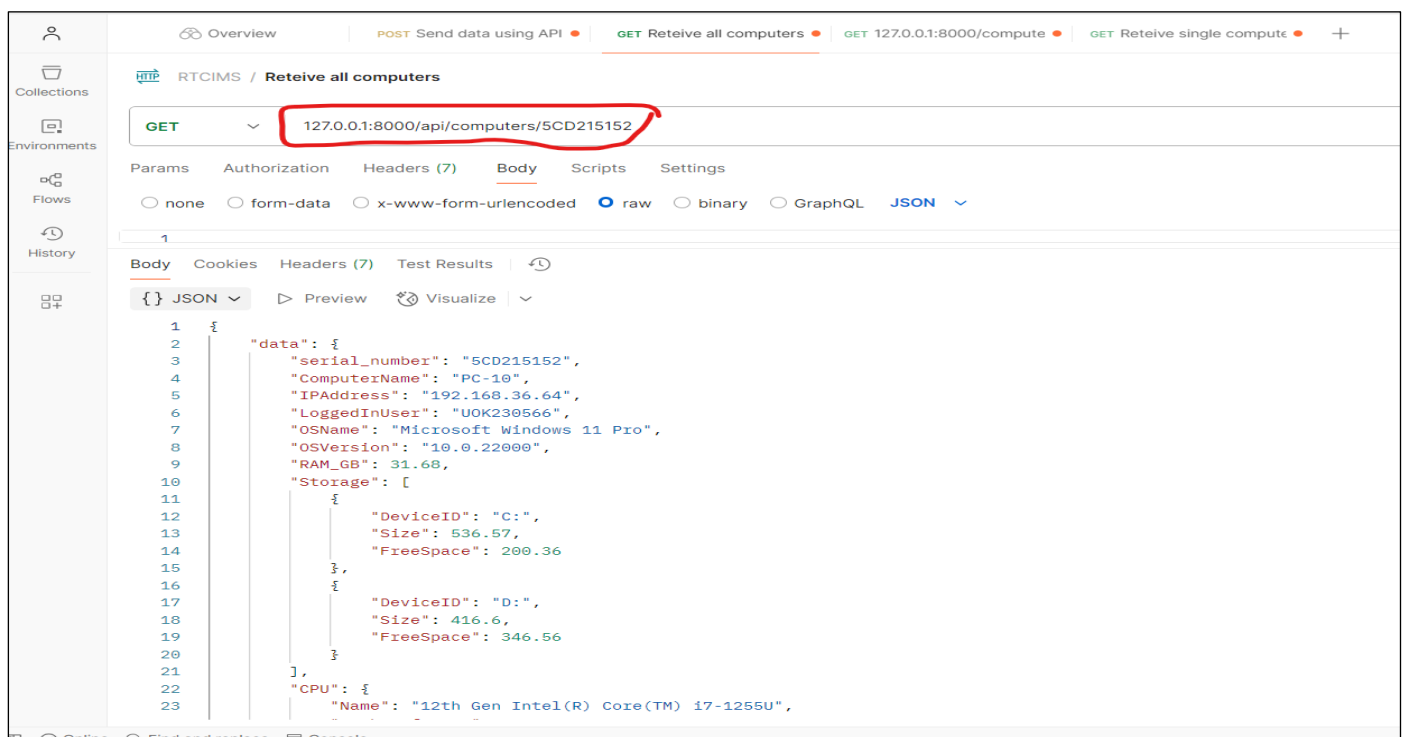 Overview
POST Send data using API
GET Reteive all computers
GET 127.0.0.1:8000/compute
GET Reteive single compute
Collections
Environments
Flows
History
HTTP RTCIMS / Reteive all computers
GET 127.0.0.1:8000/api/computers/5CD215152
Params Authorization Headers (7) Body Scripts Settings
none form-data x-www-form-urlencoded raw binary GraphQL JSON
1
Body Cookies Headers (7) Test Results
{} JSON Preview Visualize
1 {
2 "data": {
3 "serial_number": "5CD215152",
4 "ComputerName": "PC-10",
5 "IPAddress": "192.168.36.64",
6 "LoggedInUser": "UOK230566",
7 "OSName": "Microsoft Windows 11 Pro",
8 "OSVersion": "10.0.22000",
9 "RAM_GB": 31.68,
10 "Storage": [
11 {
12 "DeviceID": "C:",
13 "Size": 536.57,
14 "FreeSpace": 200.36
15 },
16 {
17 "DeviceID": "D:",
18 "Size": 416.6,
19 "FreeSpace": 346.56
20 }
21 ],
22 "CPU": {
23 "Name": "12th Gen Intel(R) Core(TM) i7-1255U",
Online Find and replace Console